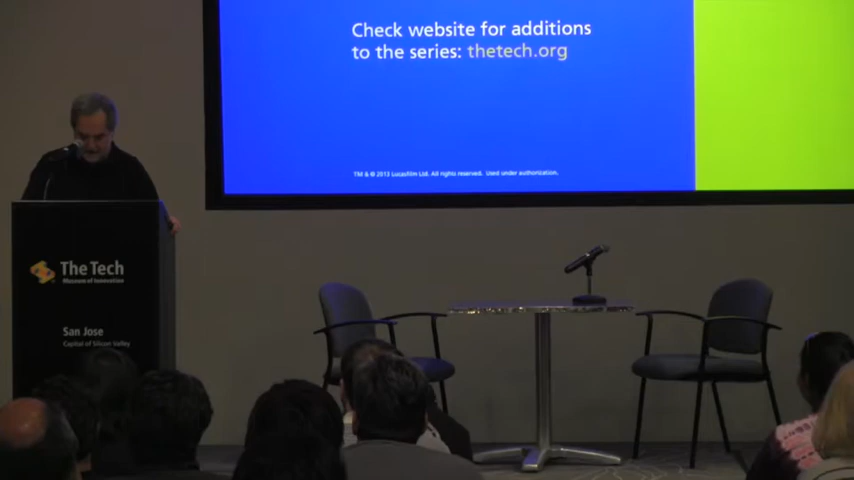 Check website for additions
to the series: thetech.org
TM & © 2013 Lucasfilm Ltd. All rights reserved. Used under authorization.
The Tech
Museum of Innovation
San Jose
Capital of Silicon Valley